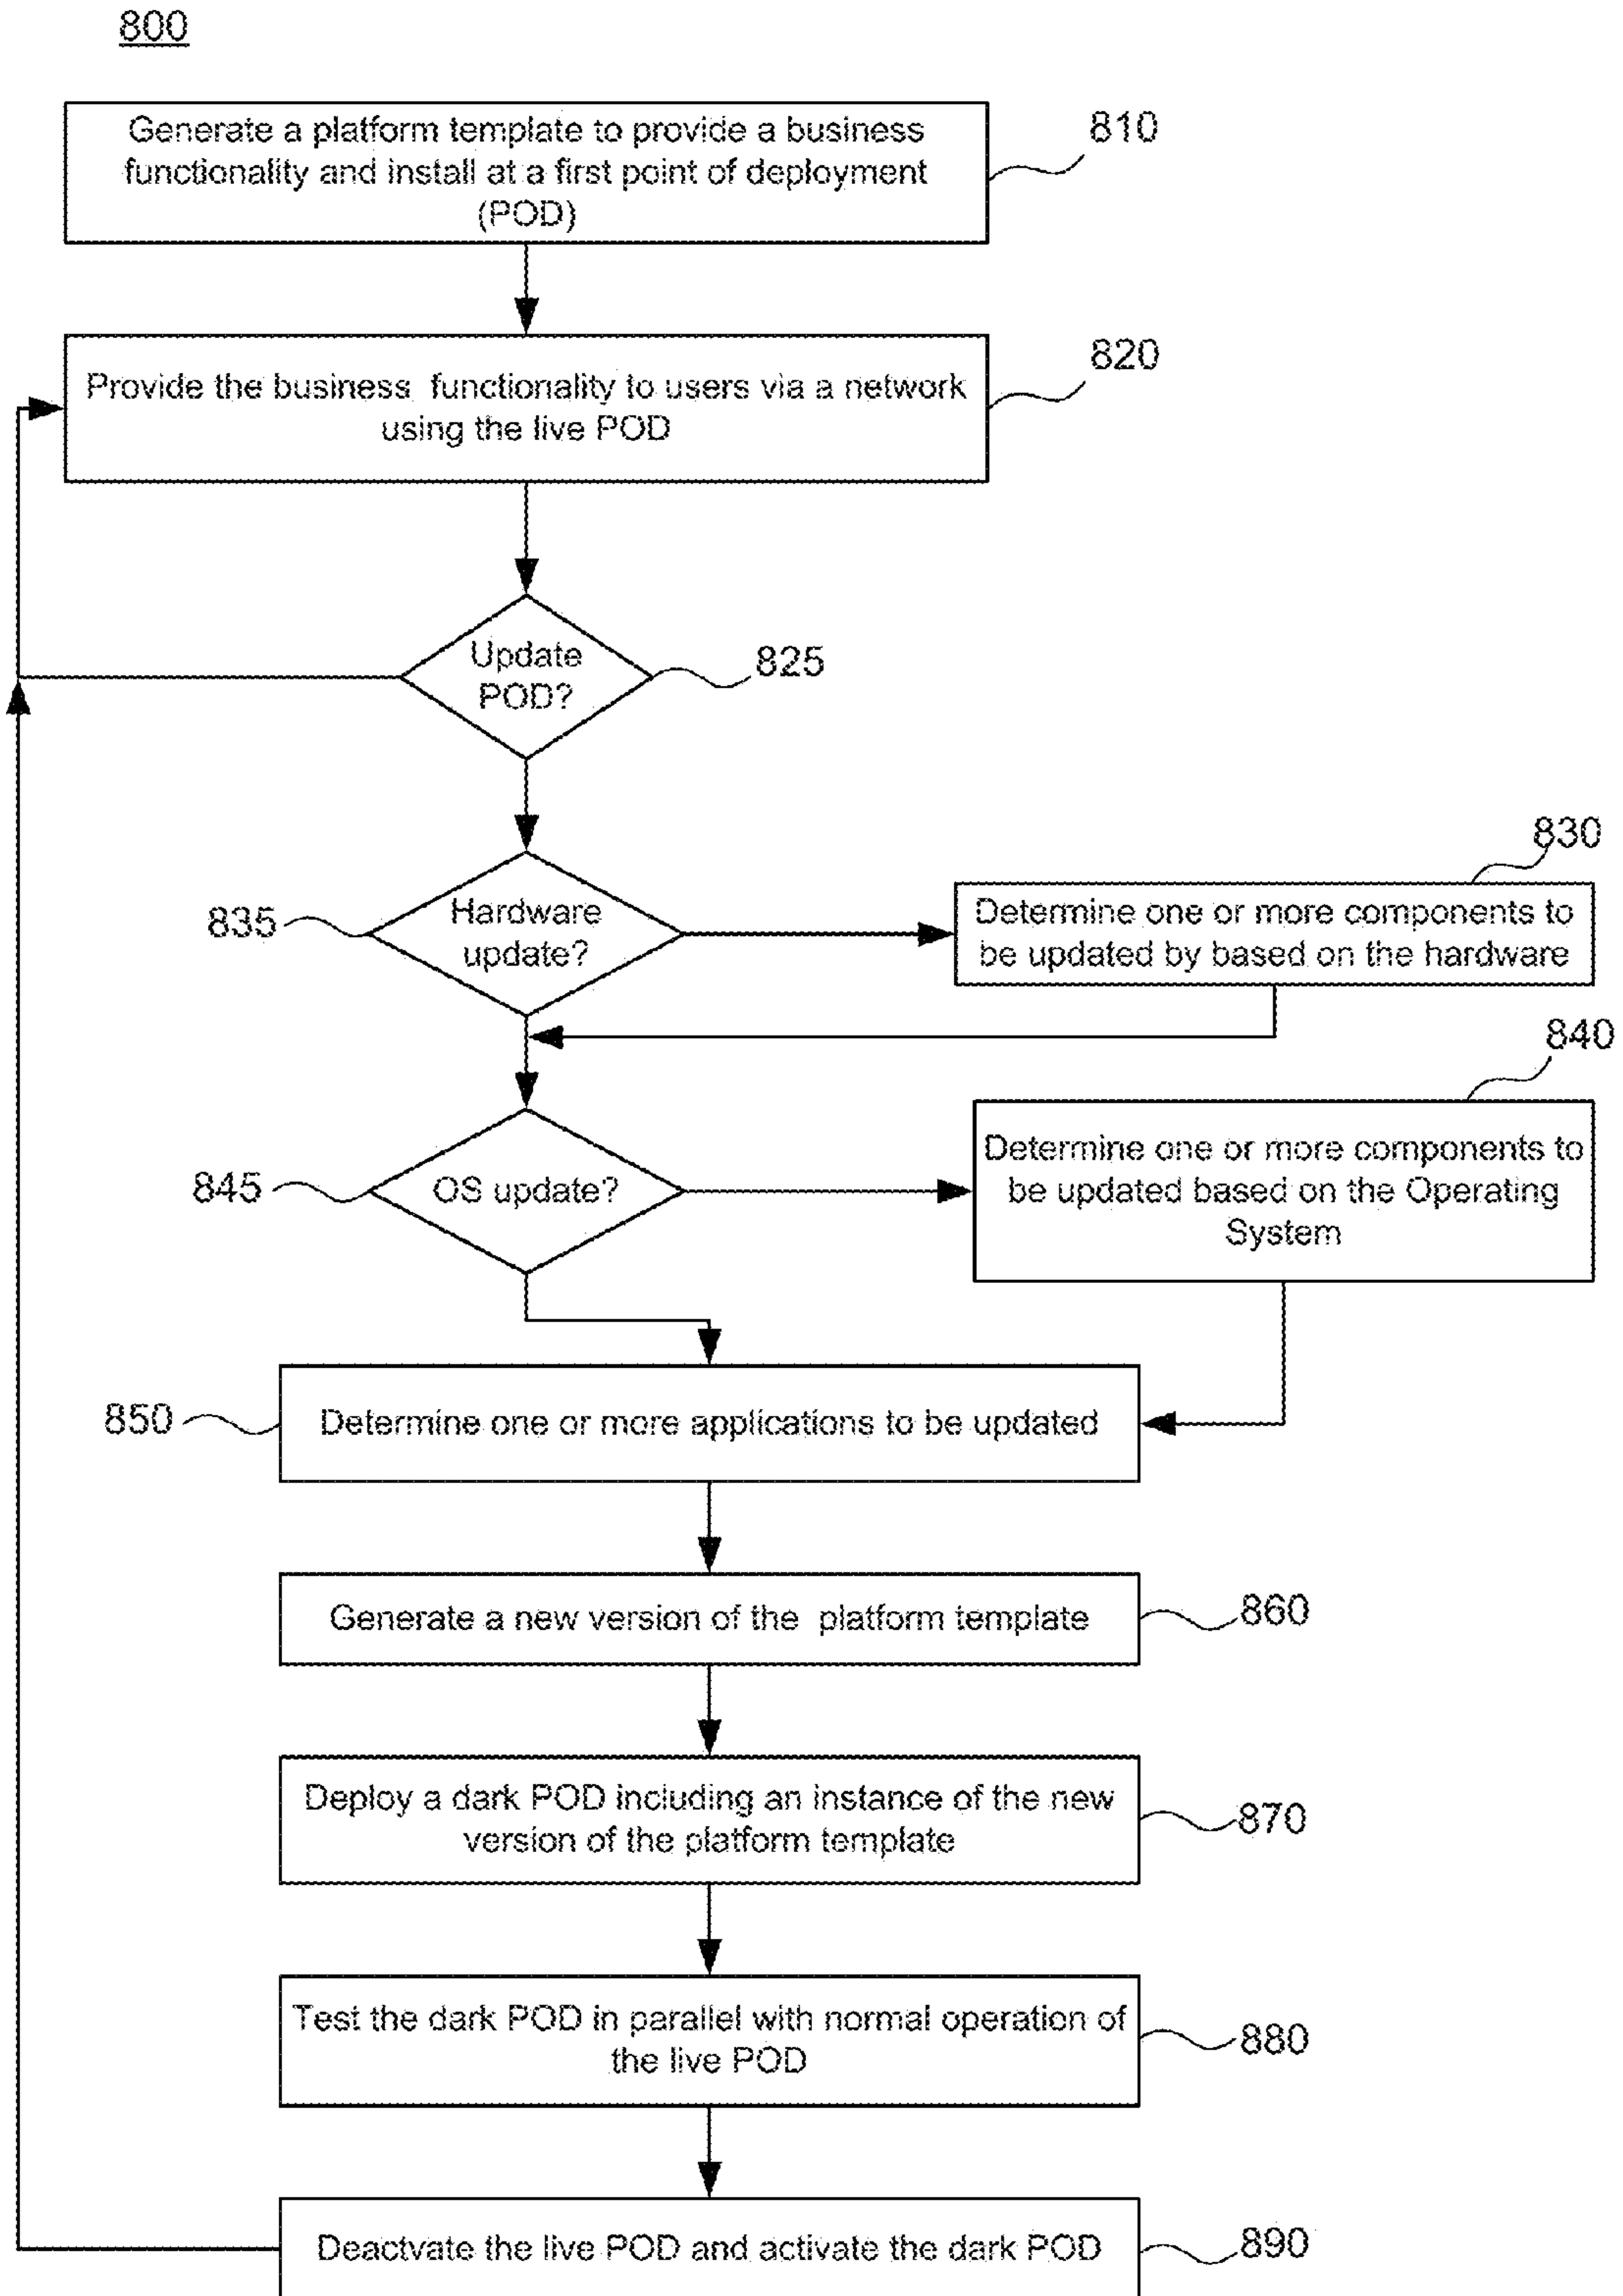 800
Generate a platform template to provide a business
functionality and install at a first point of deployment
(POD)
810
Provide the business functionality to users via a network
using the live POD
820
Update
POD?
825
Hardware
update?
835
830
Determine one or more components to
be updated by based on the hardware
840
Determine one or more components to
be updated based on the Operating
System
OS update?
845
Determine one or more applications to be updated
850
Generate a new version of the platform template
860
Deploy a dark POD including an instance of the new
version of the platform template
870
Test the dark POD in parallel with normal operation of
the live POD
880
Deactvate the live POD and activate the dark POD
890